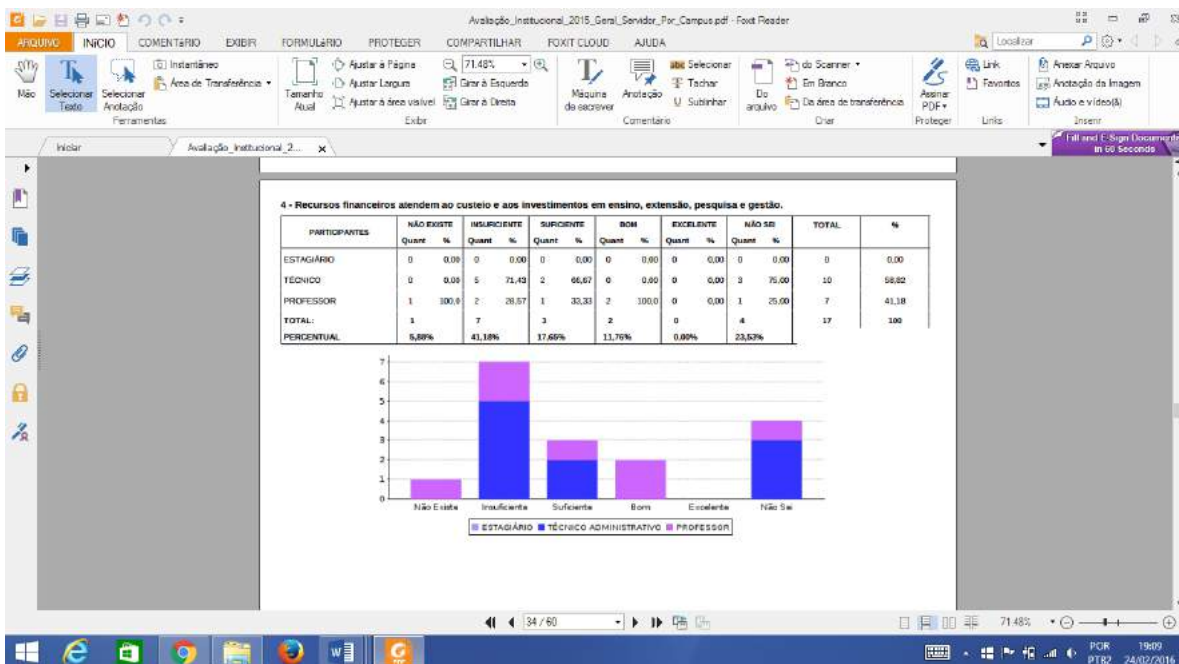 Avaliação_Institucional_2015_Geral_Servidor_Por_Campus.pdf - Foxit Reader
ARQUIVO INÍCIO COMENTÁRIO EXIBIR FORMULÁRIO PROTEGER COMPARTILHAR FOXIT CLOUD AJUDA Localizar
Mão
Selecionar Texto
Selecionar Anotação
Instantâneo
Área de Transferência
Ferramentas
Tamanho Atual
Ajustar à Página
Ajustar Largura
Ajustar à área visível
71.48%
Girar à Esquerda
Girar à Direita
Exibir
Máquina de escrever
Anotação
abc Selecionar
Tachar
Sublinhar
Comentário
Do arquivo
Do Scanner
Em Branco
Da área de transferência
Criar
Assinar PDF
Proteger
Link
Favoritos
Links
Anexar Arquivo
Anotação da Imagem
Áudio e vídeo(&)
Inserir
Iniciar Avaliação_Institucional_2... x
Fill and E-Sign Documents
in 60 Seconds
4 - Recursos financeiros atendem ao custeio e aos investimentos em ensino, extensão, pesquisa e gestão.
PARTICIPANTES NÃO EXISTE INSUFICIENTE SUFICIENTE BOM EXCELENTE NÃO SEI TOTAL %
Quant % Quant % Quant % Quant % Quant % Quant %
ESTAGIÁRIO 0 0,00 0 0,00 0 0,00 0 0,00 0 0,00 0 0,00 0 0,00
TÉCNICO 0 0,00 5 71,43 2 66,67 0 0,00 0 0,00 3 75,00 10 58,82
PROFESSOR 1 100,0 2 28,57 1 33,33 2 100,0 0 0,00 1 25,00 7 41,18
TOTAL: 1 7 3 2 0 4 17 100
PERCENTUAL 5,88% 41,18% 17,65% 11,76% 0,00% 23,53%
7
6
5
4
3
2
1
0
Não Existe Insuficiente Suficiente Bom Excelente Não Sei
ESTAGIÁRIO TÉCNICO ADMINISTRATIVO PROFESSOR
34 / 60
71.48%
POR 19:09
PTB2 24/02/2016